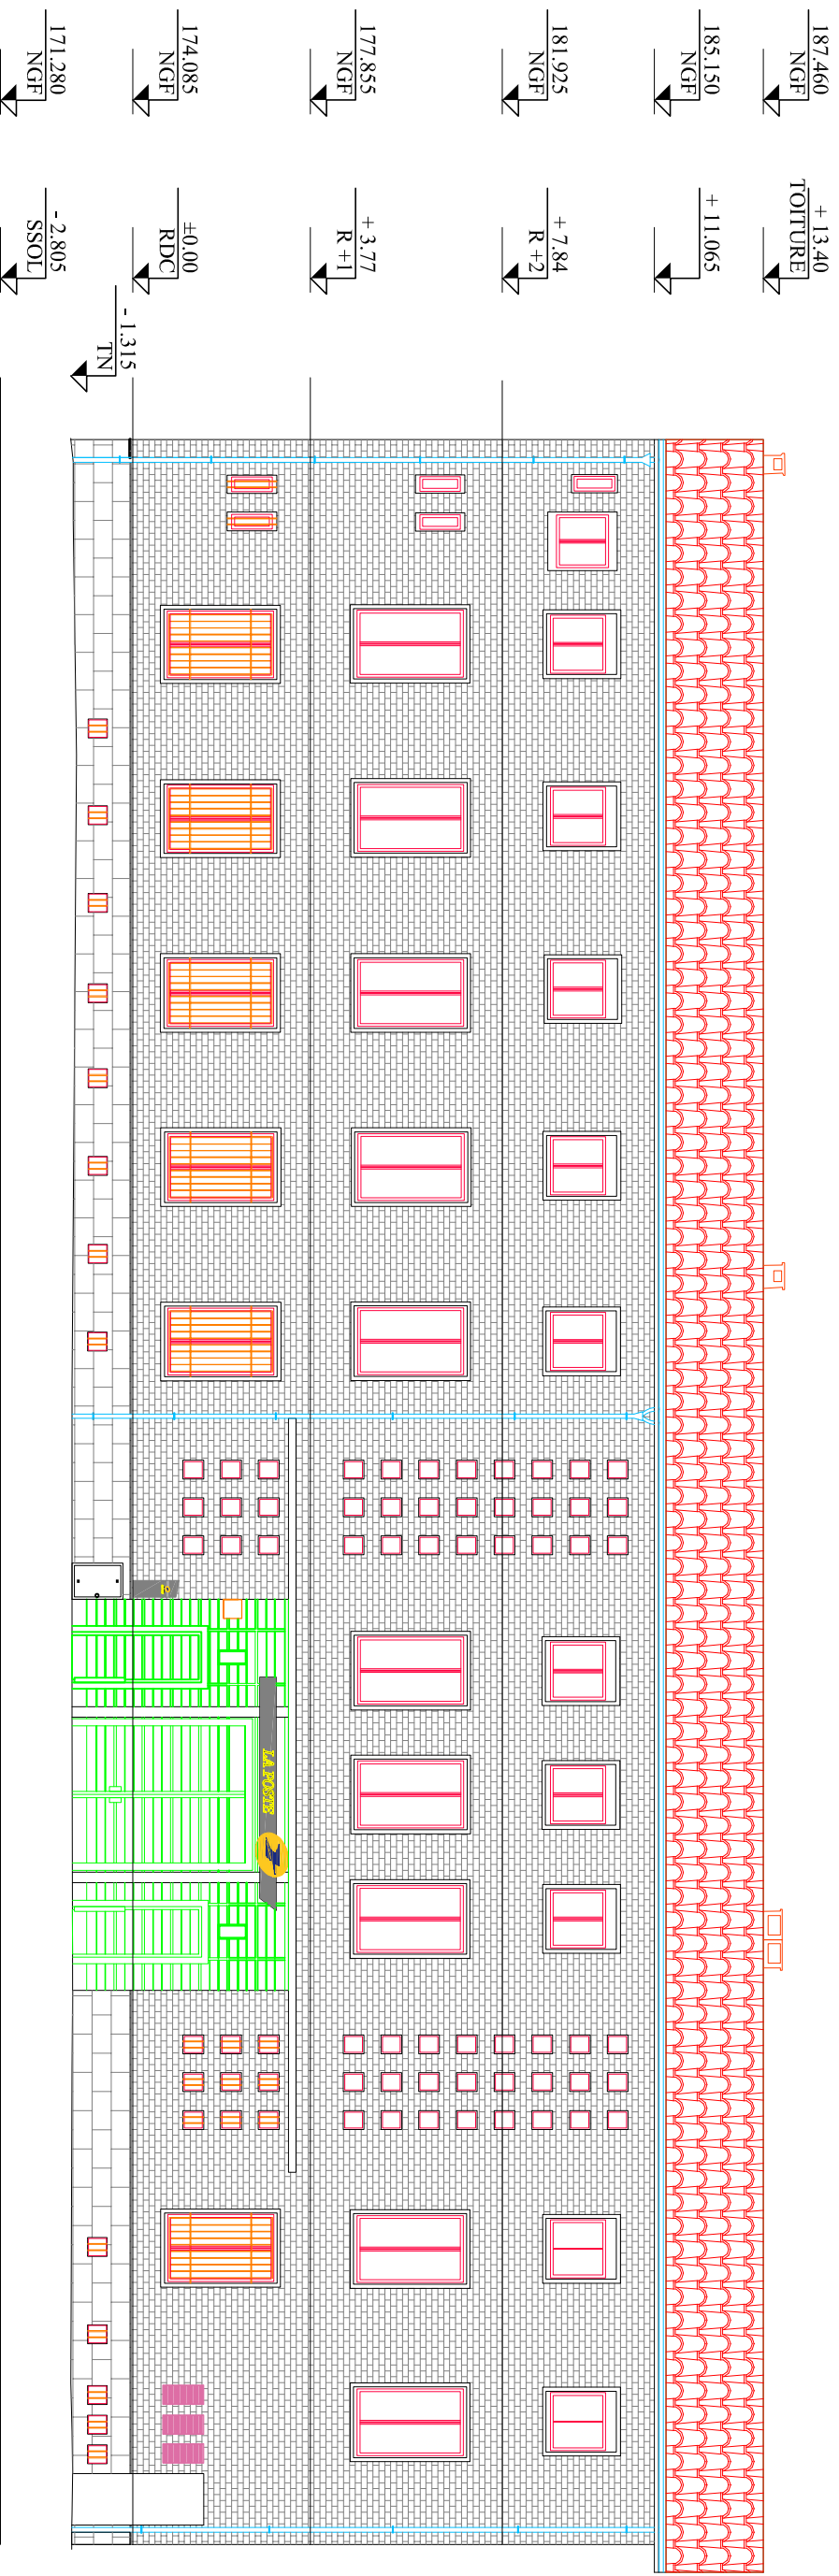 187.460
NGF
185.150
NGF
181.925
NGF
177.855
NGF
174.085
NGF
171.280
NGF
+ 13.40
TOITURE
+ 11.065
+ 7.84
R +2
+ 3.77
R +1
±0.00
RDC
- 2.805
SSOL
- 1.315
TN
LA POSTE